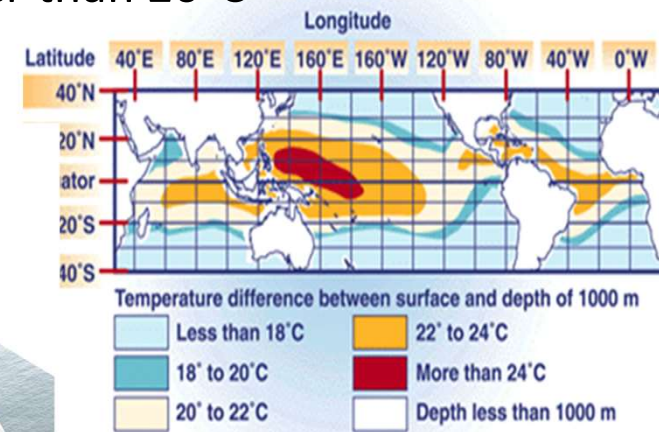 Longitude
Latitude 40°E 80°E 120°E 160°E 160°W 120°W 80°W 40°W 0°W
40°N
20°N
ator
20°S
40°S
Temperature difference between surface and depth of 1000 m
Less than 18°C
22° to 24°C
18° to 20°C
More than 24°C
20° to 22°C
Depth less than 1000 m